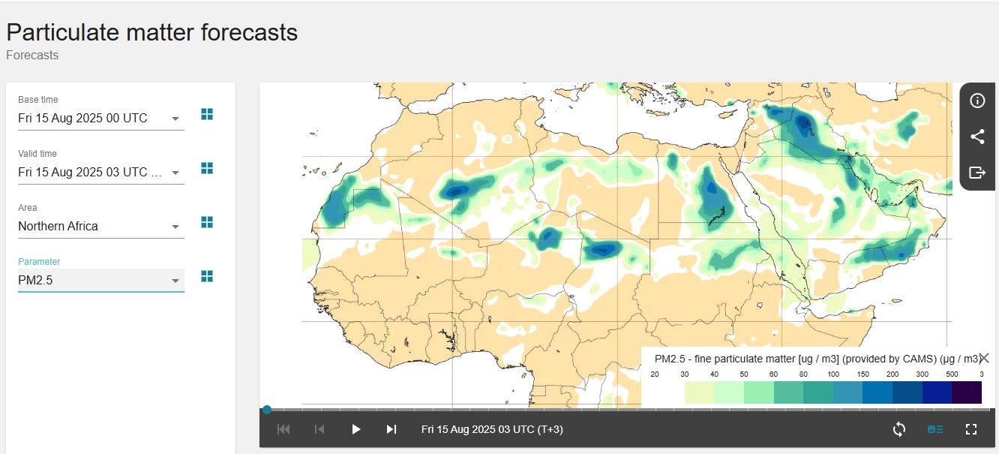 Particulate matter forecasts
Forecasts
Base time
Fri 15 Aug 2025 00 UTC
Valid time
Fri 15 Aug 2025 03 UTC ...
Area
Northern Africa
Parameter
PM2.5
PM2.5 - fine particulate matter [ug / m3] (provided by CAMS) (µg / m3)
20 30 40 50 60 80 100 150 200 300 500 3
Fri 15 Aug 2025 03 UTC (T+3)